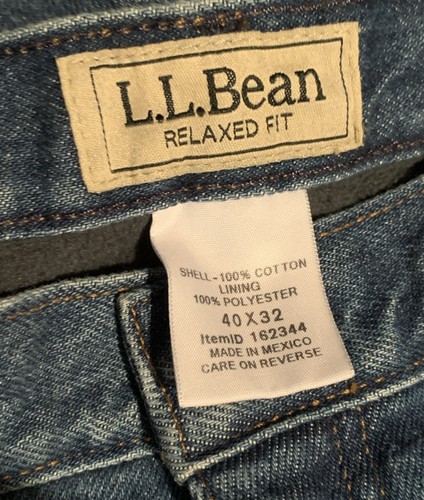 L.L.Bean
RELAXED FIT
SHELL-100% COTTON
LINING
100% POLYESTER
40 X 32
ItemID 162344
MADE IN MEXICO
CARE ON REVERSE